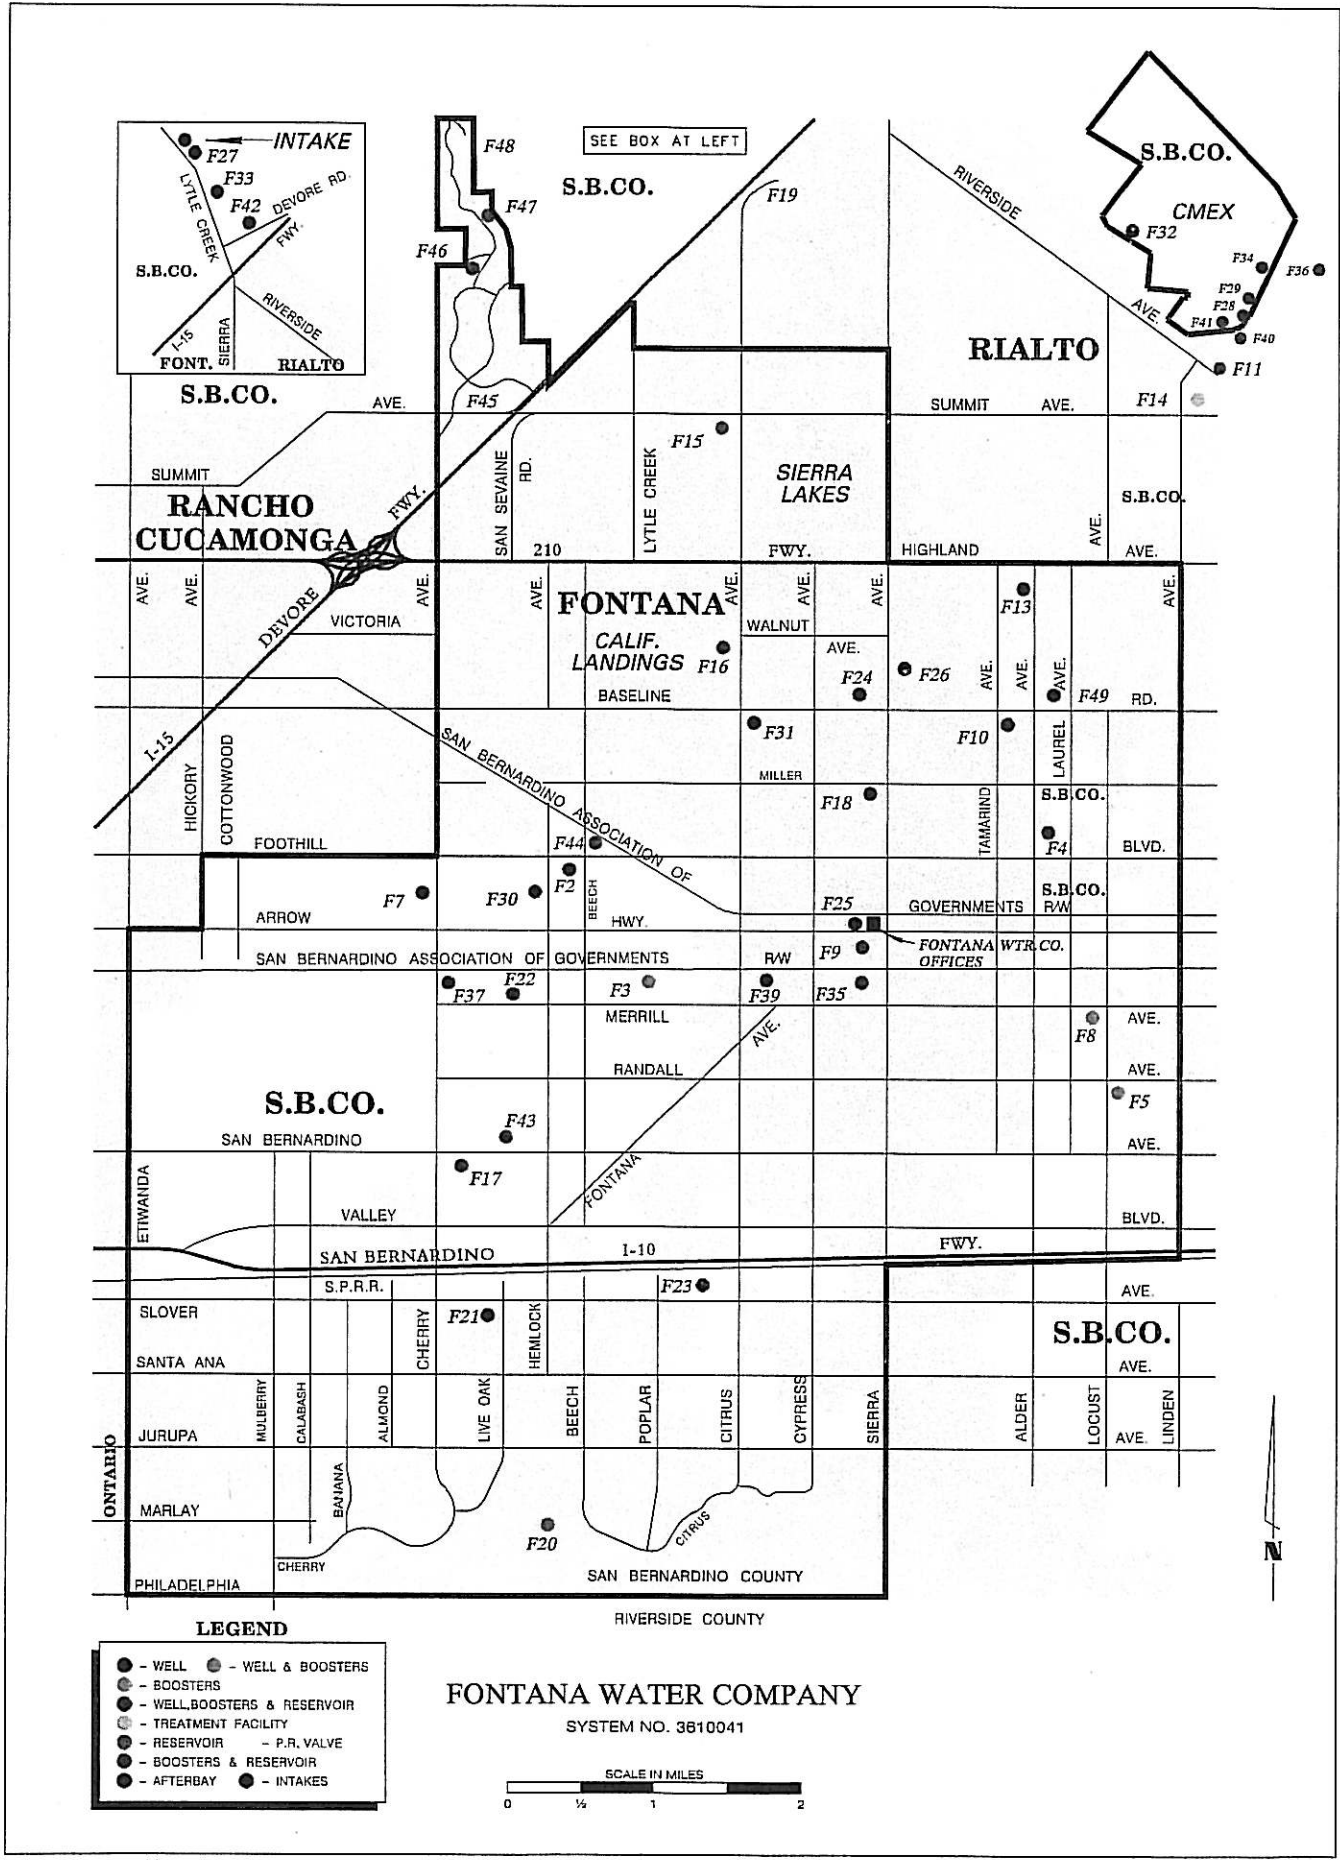 INTAKE
F27
F33
F42
DEVORE RD.
LYTLE CREEK
FWY.
S.B.CO.
RIVERSIDE
I-15
SIERRA
FONT.
RIALTO
S.B.CO.
SEE BOX AT LEFT
S.B.CO.
F48
F47
F46
F45
F19
RIVERSIDE
AVE.
S.B.CO.
CMEX
F32
F34
F36
F29
F28
F41
F40
F11
F14
RIALTO
AVE.
SUMMIT AVE.
SUMMIT
RANCHO
CUCAMONGA
FWY.
SAN SEVAINE
RD.
LYTLE CREEK
F15
SIERRA
LAKES
S.B.CO.
AVE.
210 FWY.
HIGHLAND AVE.
AVE.
AVE.
AVE.
AVE.
AVE.
AVE.
AVE.
AVE.
DEVORE
VICTORIA
FONTANA
CALIF.
LANDINGS
F16
WALNUT
AVE.
F13
F24
F26
AVE.
AVE.
AVE.
F49
BASELINE
RD.
I-15
F31
F10
LAUREL
MILLER
SAN BERNARDINO ASSOCIATION OF
HICKORY
COTTONWOOD
F18
TAMARIND
S.B.CO.
F4
FOOTHILL
F44
BLVD.
F7
F30
F2
BEECH
S.B.CO.
F25
GOVERNMENTS R/W
ARROW
HWY.
FONTANA WTR.CO.
OFFICES
F9
SAN BERNARDINO ASSOCIATION OF GOVERNMENTS R/W
F37
F22
F3
F39
F35
MERRILL
AVE.
AVE.
F8
RANDALL
AVE.
F5
S.B.CO.
F43
SAN BERNARDINO
AVE.
F17
FONTANA
ETIWANDA
VALLEY
BLVD.
SAN BERNARDINO
I-10
FWY.
S.P.R.R.
F23
AVE.
SLOVER
F21
CHERRY
HEMLOCK
S.B.CO.
SANTA ANA
AVE.
MULBERRY
CALABASH
ALMOND
LIVE OAK
BEECH
POPLAR
CITRUS
CYPRESS
SIERRA
ALDER
LOCUST
LINDEN
JURUPA
AVE.
ONTARIO
BANANA
MARLAY
F20
CITRUS
CHERRY
N
PHILADELPHIA
SAN BERNARDINO COUNTY
RIVERSIDE COUNTY
LEGEND
- WELL - WELL & BOOSTERS
- BOOSTERS
- WELL,BOOSTERS & RESERVOIR
- TREATMENT FACILITY
- RESERVOIR - P.R. VALVE
- BOOSTERS & RESERVOIR
- AFTERBAY - INTAKES
FONTANA WATER COMPANY
SYSTEM NO. 3610041
SCALE IN MILES
0 ½ 1 2